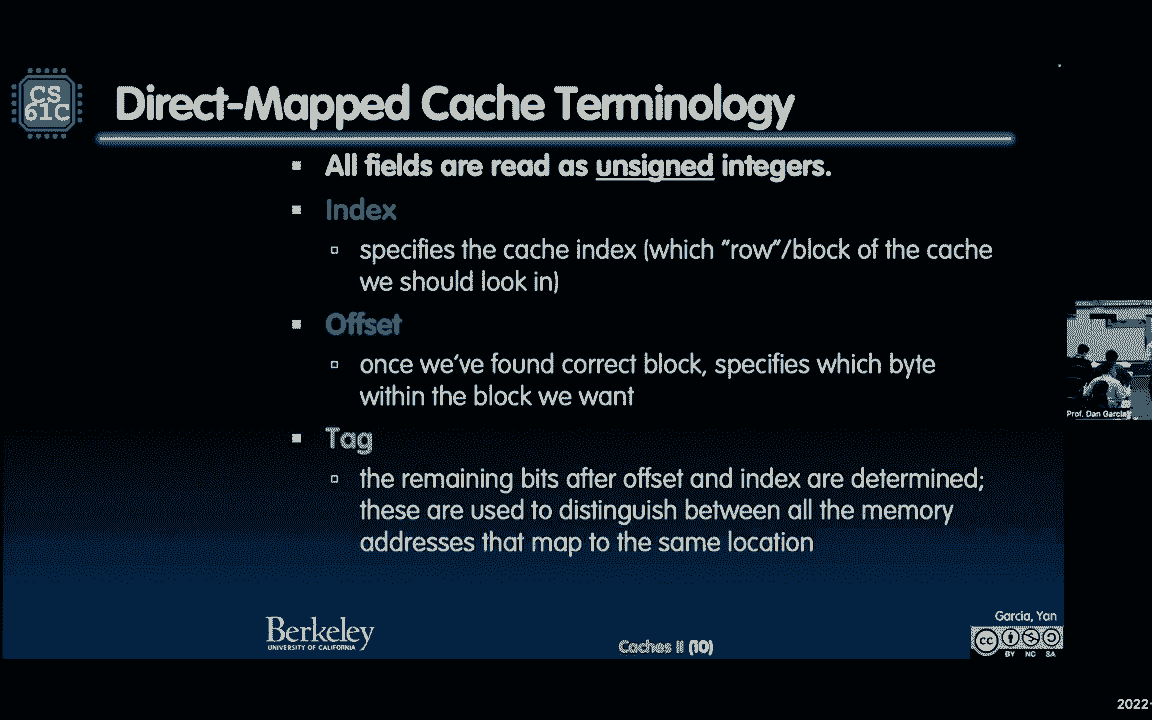 CS
61C
Direct-Mapped Cache Terminology
All fields are read as unsigned integers.
Index
specifies the cache index (which "row"/block of the cache
we should look in)
Offset
once we've found correct block, specifies which byte
within the block we want
Tag
the remaining bits after offset and index are determined;
these are used to distinguish between all the memory
addresses that map to the same location
Prof. Dan Garcia
Berkeley
UNIVERSITY OF CALIFORNIA
Caches II (10)
Garcia, Yan
cc
BY NC SA
2022-